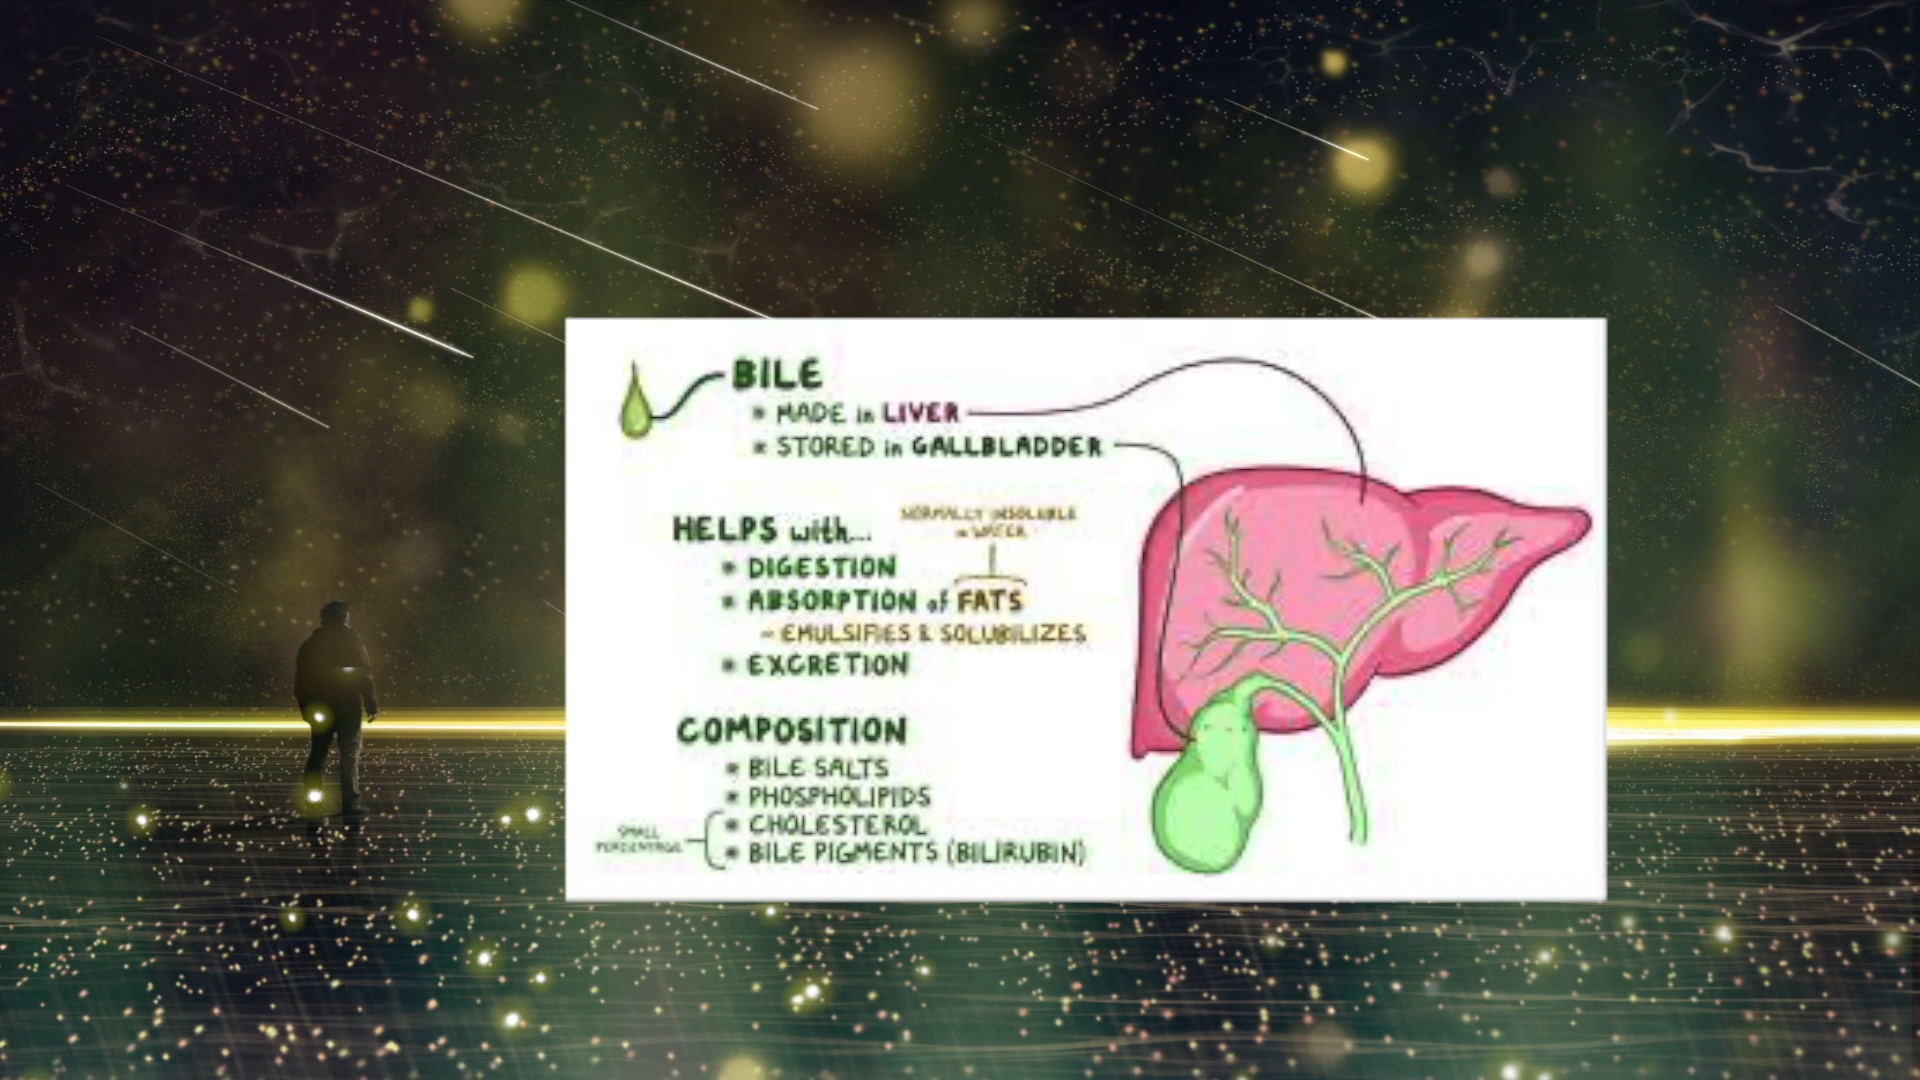 BILE
* MADE in LIVER
* STORED in GALLBLADDER
HELPS with...
NORMALLY INSOLUBLE
in WATER
* DIGESTION
* ABSORPTION of FATS
~ EMULSIFIES & SOLUBILIZES
* EXCRETION
COMPOSITION
* BILE SALTS
* PHOSPHOLIPIDS
* CHOLESTEROL
* BILE PIGMENTS (BILIRUBIN)
SMALL
PERCENTAGE